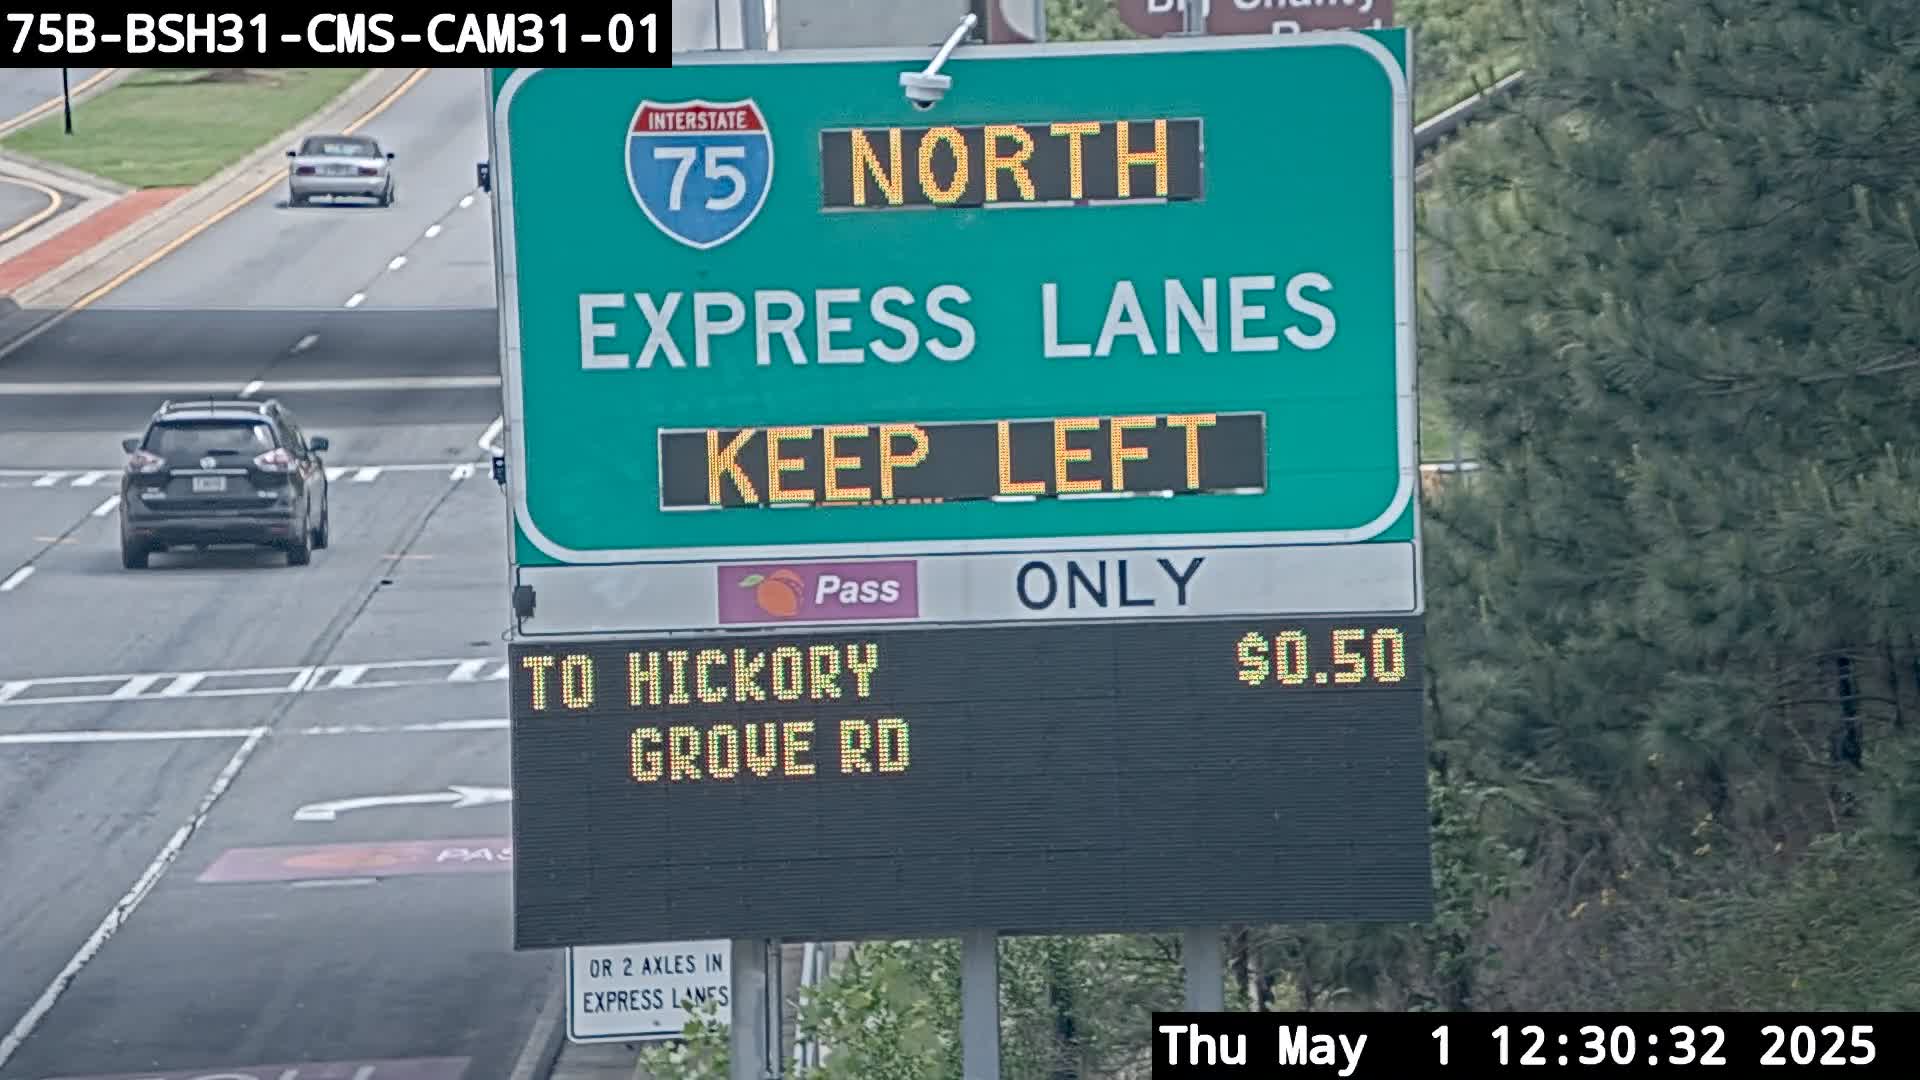 75B-BSH31-CMS-CAM31-01
INTERSTATE
75
NORTH
EXPRESS LANES
KEEP LEFT
Pass ONLY
TO HICKORY $0.50
GROVE RD
OR 2 AXLES IN
EXPRESS LANES
Thu May 1 12:30:32 2025